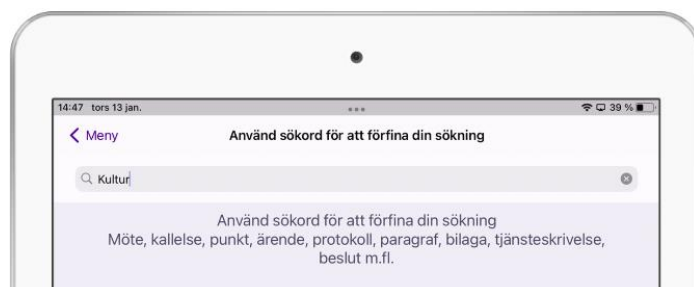 14:47 tors 13 jan.
39 %
Meny
Använd sökord för att förfina din sökning
Kultur
Använd sökord för att förfina din sökning
Möte, kallelse, punkt, ärende, protokoll, paragraf, bilaga, tjänsteskrivelse,
beslut m.fl.